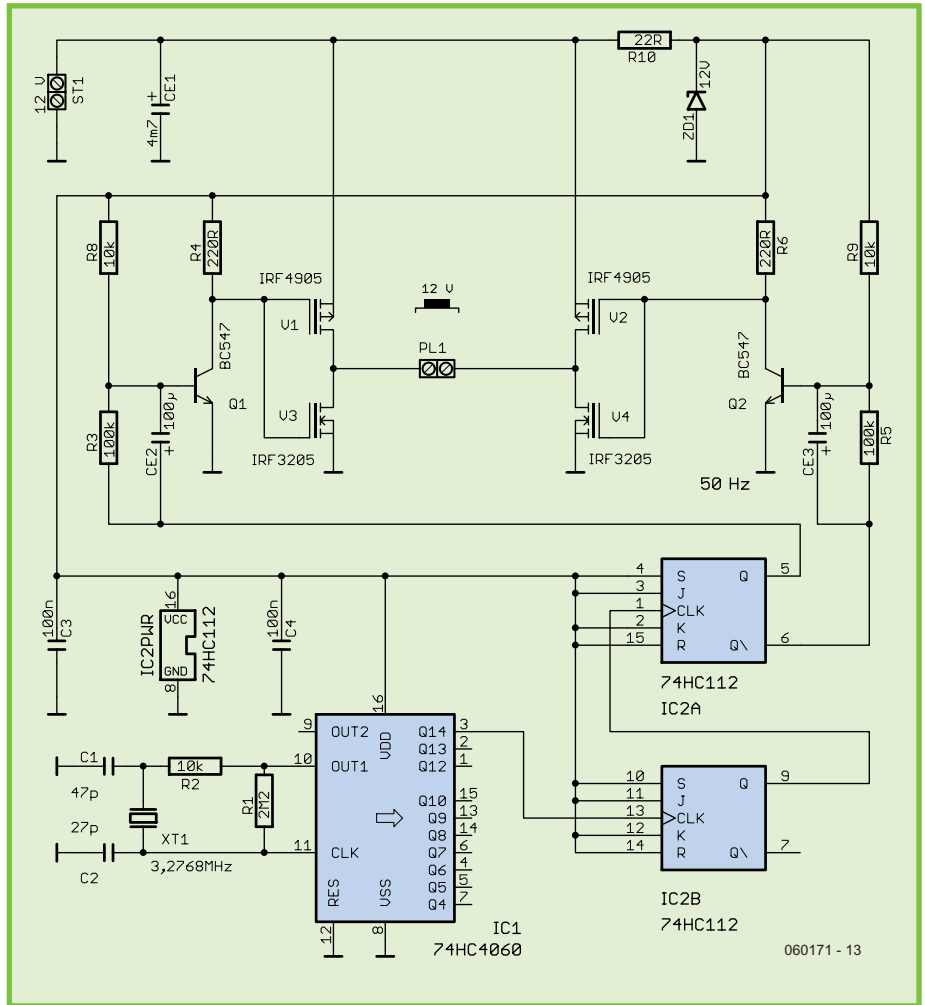 22R
R10
12 V
ST1
+
CE1
4m7
12V
ZD1
R8
10k
R4
220R
IRF4905
V1
12 V
PL1
IRF4905
V2
220R
R6
R9
10k
BC547
Q1
V3
IRF3205
V4
IRF3205
BC547
Q2
R3
100k
100µ
CE2
+
100µ
CE3
+
100k
R5
50 Hz
100n
C3
IC2PWR
16
VCC
GND
8
74HC112
100n
C4
4 S Q 5
3 J
1 CLK
2 K
15 R Q\ 6
74HC112
IC2A
16
9 OUT2 VDD Q14 3
Q13 2
10 OUT1 Q12 1
Q10 15
Q9 13
Q8 14
11 CLK Q7 6
Q6 4
Q5 5
RES VSS Q4 7
12 8
IC1
74HC4060
C1
47p
10k
R2
R1
2M2
27p
C2
XT1
3,2768MHz
10 S Q 9
11 J
13 CLK
12 K
14 R Q\ 7
IC2B
74HC112
060171 - 13